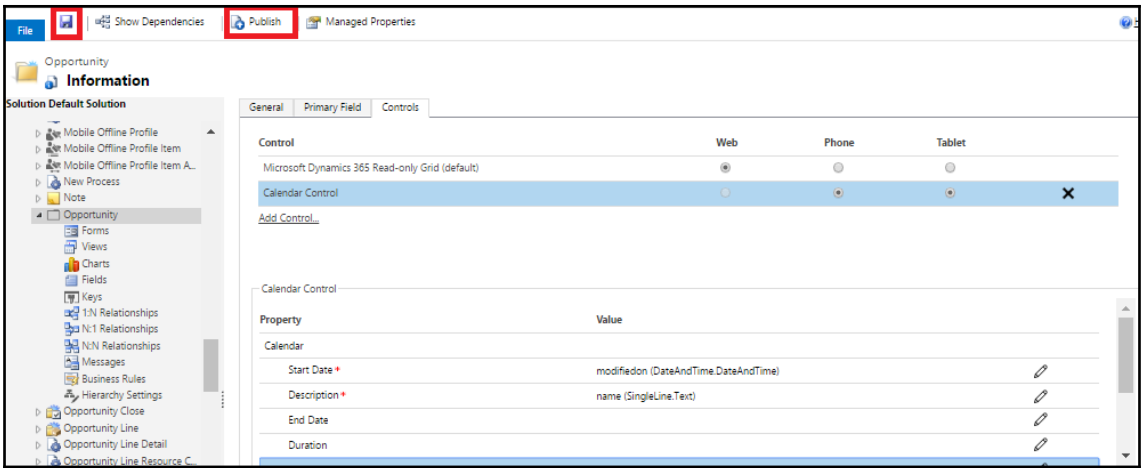 File
Show Dependencies
Publish
Managed Properties
Opportunity
Information
Solution Default Solution
Mobile Offline Profile
Mobile Offline Profile Item
Mobile Offline Profile Item A...
New Process
Note
Opportunity
Forms
Views
Charts
Fields
Keys
1:N Relationships
N:1 Relationships
N:N Relationships
Messages
Business Rules
Hierarchy Settings
Opportunity Close
Opportunity Line
Opportunity Line Detail
Opportunity Line Resource C...
General Primary Field Controls
Control Web Phone Tablet
Microsoft Dynamics 365 Read-only Grid (default)
Calendar Control
Add Control...
Calendar Control
Property Value
Calendar
Start Date * modifiedon (DateAndTime.DateAndTime)
Description * name (SingleLine.Text)
End Date
Duration